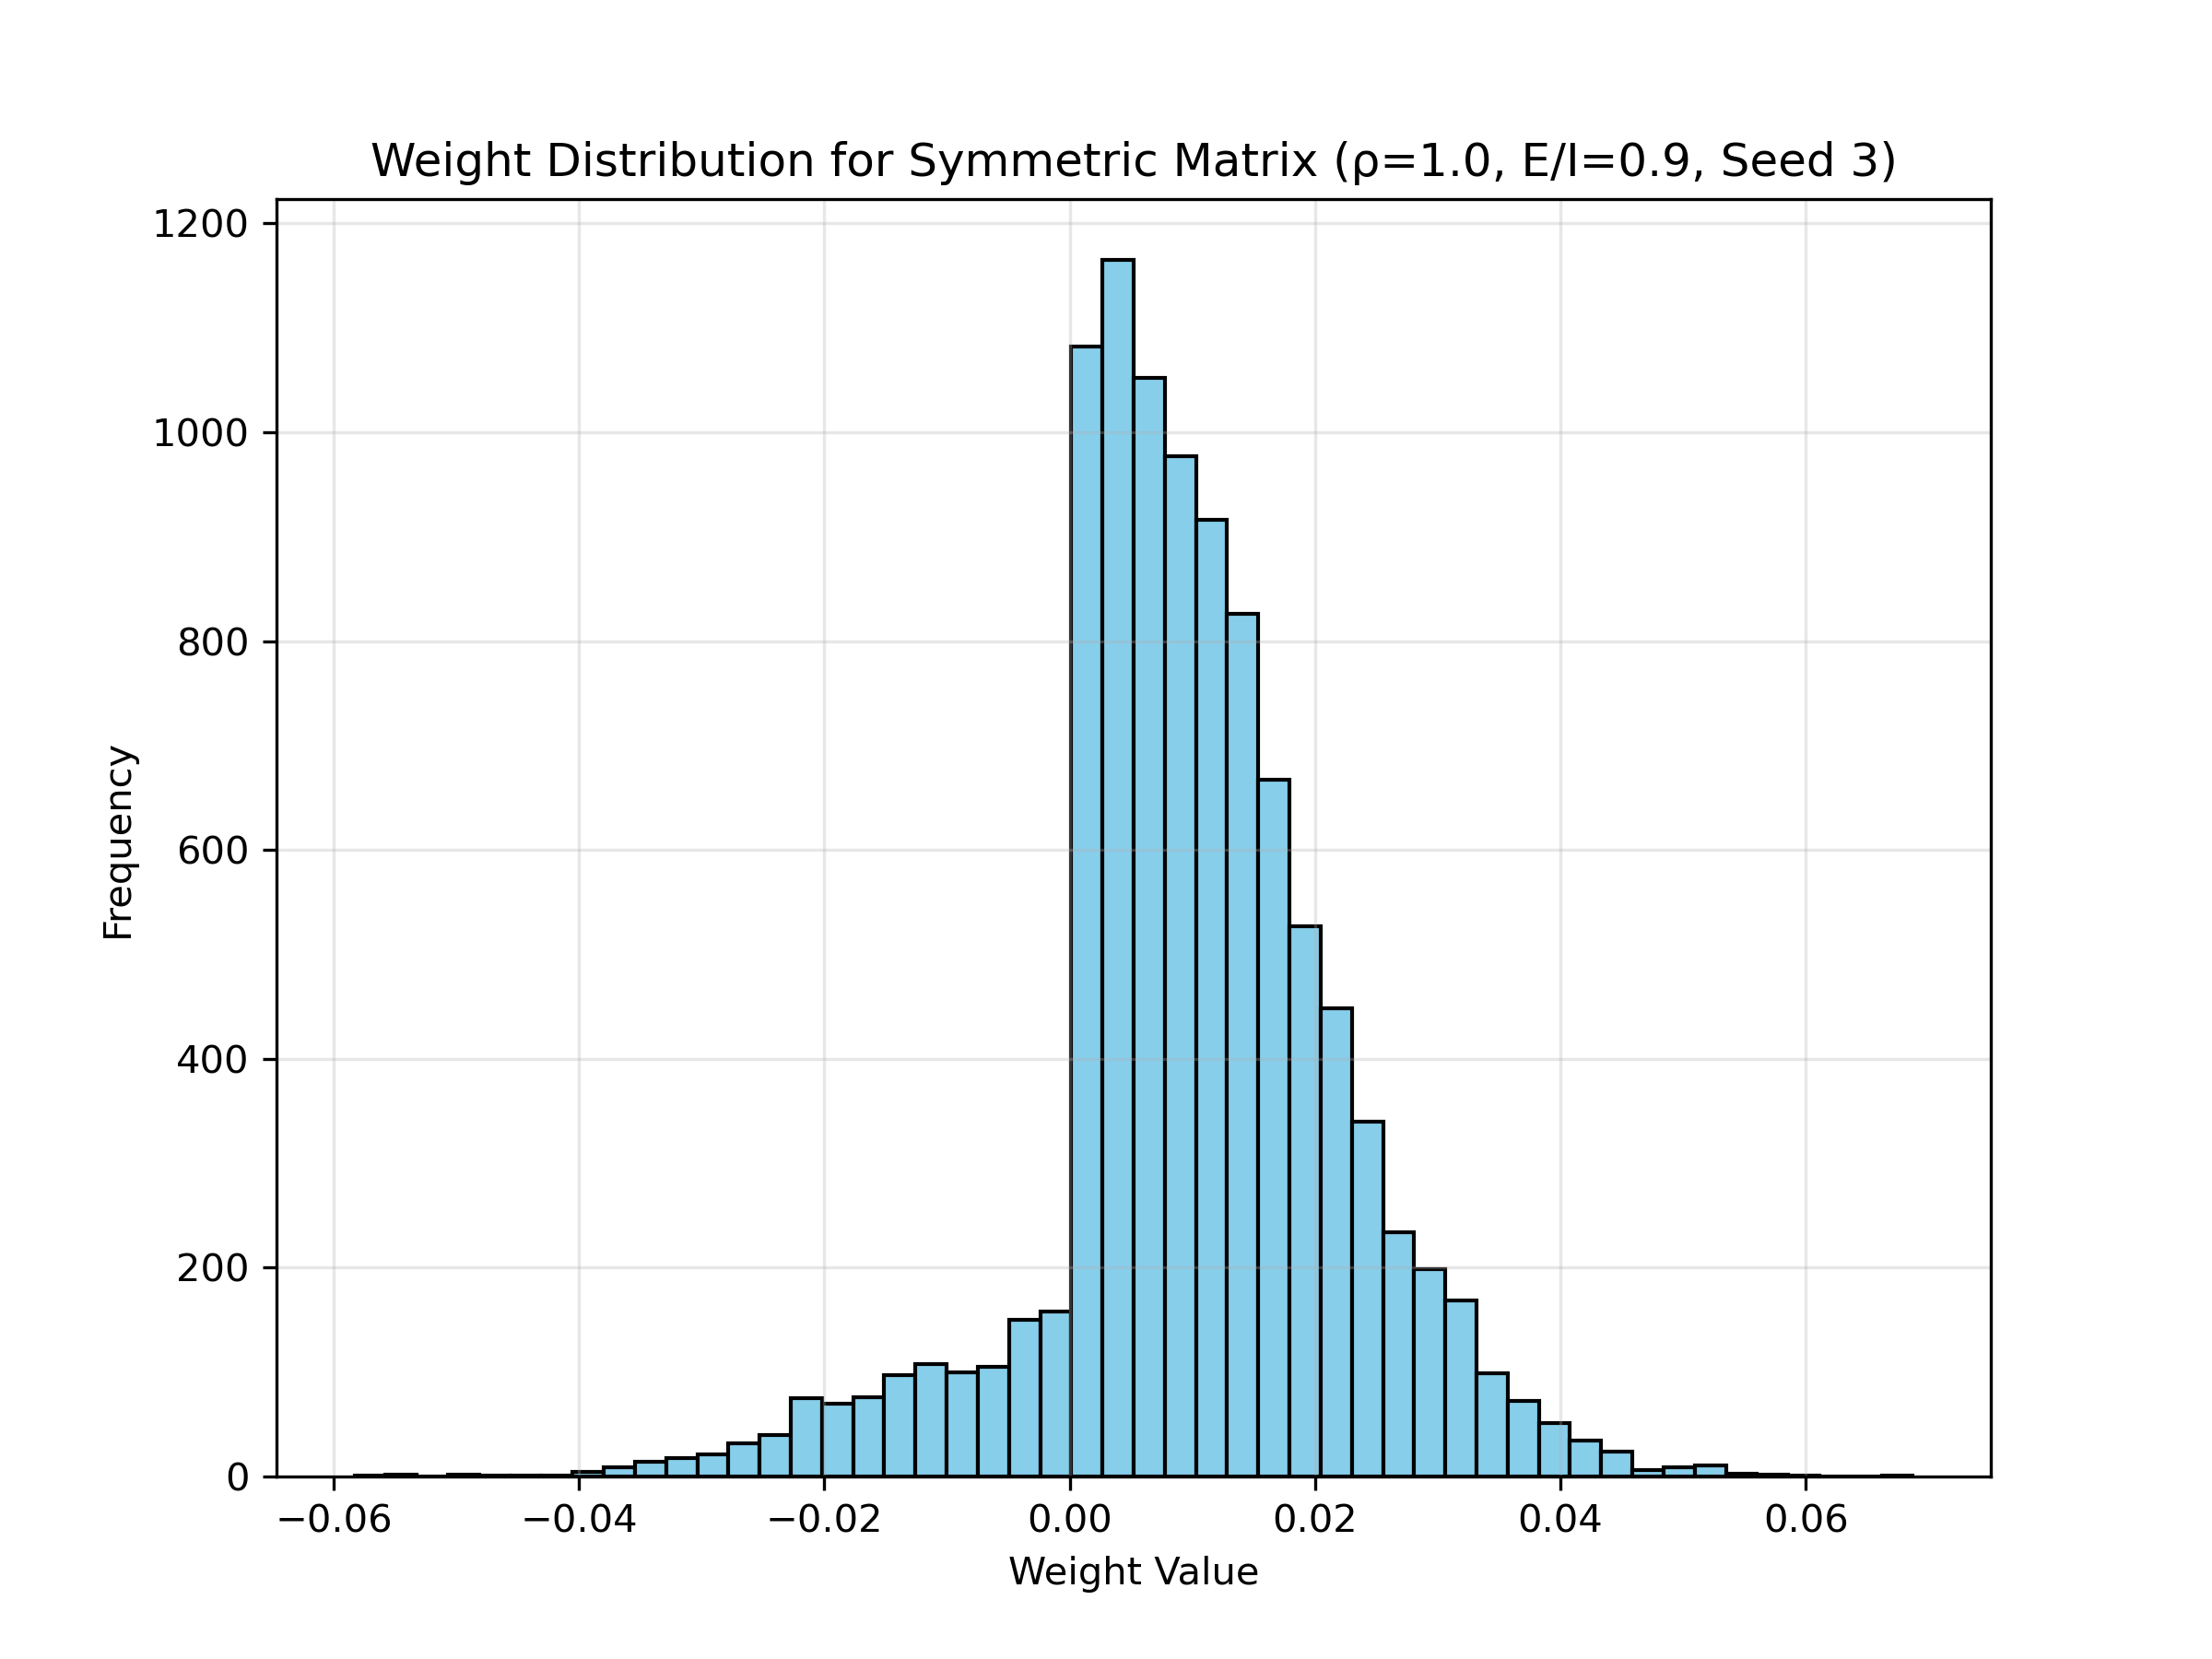 Weight Distribution for Symmetric Matrix (ρ=1.0, E/I=0.9, Seed 3)
1200
1000
800
600
400
200
0
Frequency
−0.06 −0.04 −0.02 0.00 0.02 0.04 0.06
Weight Value